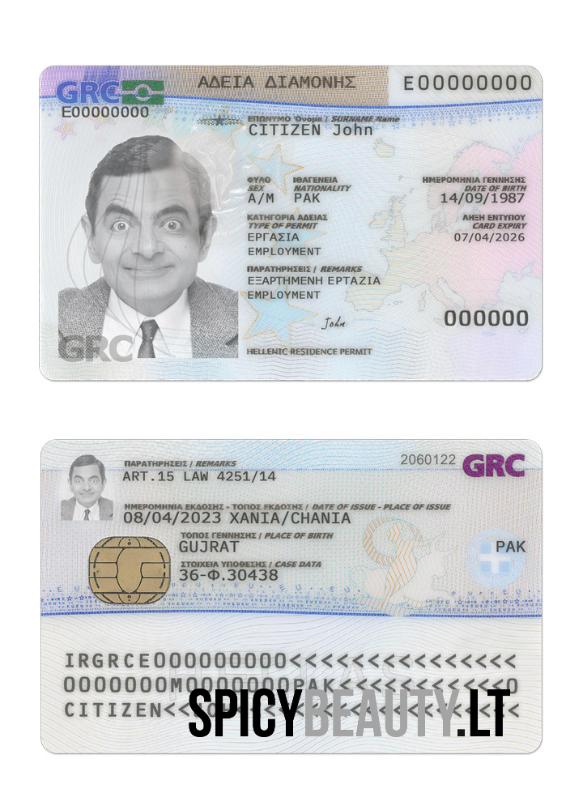 GRC
ΑΔΕΙΑ ΔΙΑΜΟΝΗΣ
E00000000
E00000000
ΕΠΩΝΥΜΟ Όνομα / SURNAME Name
CITIZEN John
ΦΥΛΟ ΙΘΑΓΕΝΕΙΑ ΗΜΕΡΟΜΗΝΙΑ ΓΕΝΝΗΣΗΣ
SEX NATIONALITY DATE OF BIRTH
A/M PAK 14/09/1987
ΚΑΤΗΓΟΡΙΑ ΑΔΕΙΑΣ ΛΗΞΗ ΕΝΤΥΠΟΥ
TYPE OF PERMIT CARD EXPIRY
ΕΡΓΑΣΙΑ 07/04/2026
EMPLOYMENT
ΠΑΡΑΤΗΡΗΣΕΙΣ / REMARKS
ΕΞΑΡΤΗΜΕΝΗ ΕΡΤΑΖΙΑ
EMPLOYMENT
John
000000
GRC
HELLENIC RESIDENCE PERMIT
ΠΑΡΑΤΗΡΗΣΕΙΣ / REMARKS
2060122 GRC
ART.15 LAW 4251/14
ΗΜΕΡΟΜΗΝΙΑ ΕΚΔΟΣΗΣ - ΤΟΠΟΣ ΕΚΔΟΣΗΣ / DATE OF ISSUE - PLACE OF ISSUE
08/04/2023 ΧΑΝΙΑ/CHANIA
ΤΟΠΟΣ ΓΕΝΝΗΣΗΣ / PLACE OF BIRTH
GUJRAT
PAK
ΣΤΟΙΧΕΙΑ ΥΠΟΘΕΣΗΣ / CASE DATA
36-Φ.30438
IRGRCE000000000<<<<<<<<<<<<<<<
0000000M0000000PAK<<<<<<<<<<<0
CITIZEN<<
SPICYBEAUTY.LT